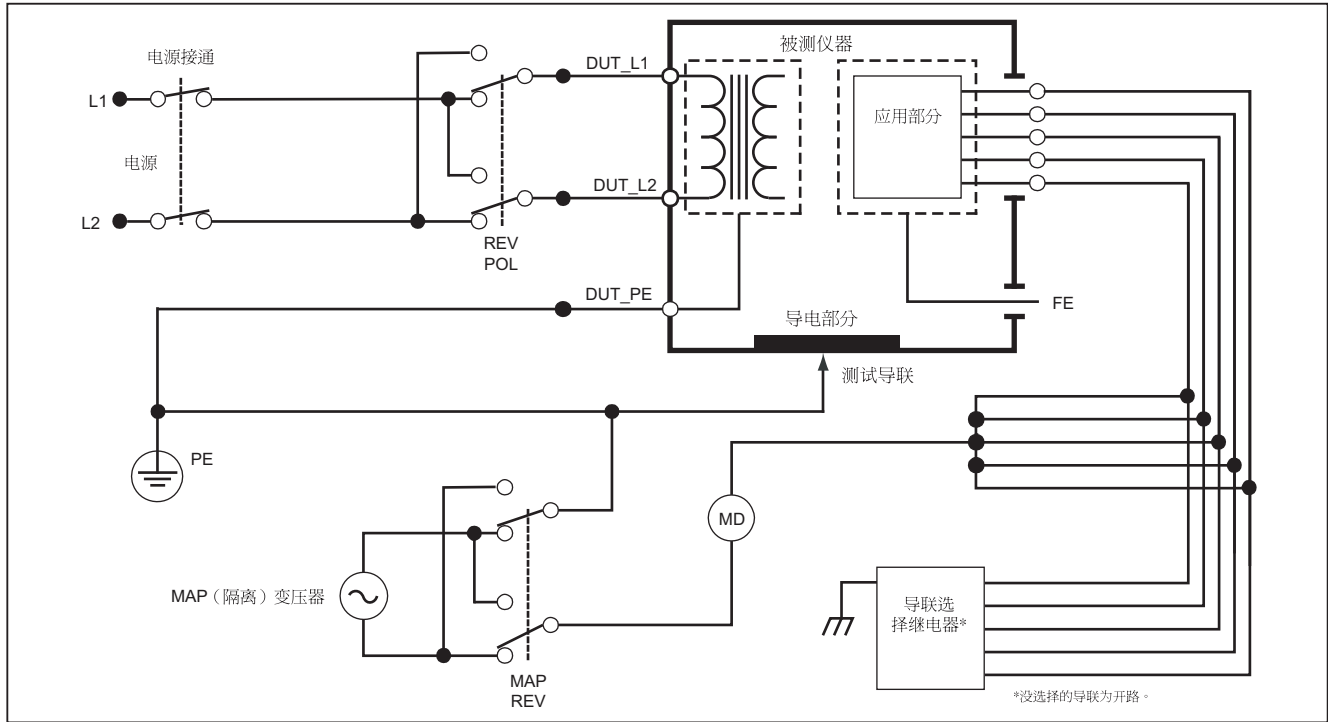 电源接通
L1
电源
L2
REV
POL
DUT_L1
DUT_L2
DUT_PE
被测仪器
应用部分
导电部分
FE
测试导联
PE
MAP（隔离）变压器
MAP
REV
MD
导联选
择继电器*
*没选择的导联为开路。